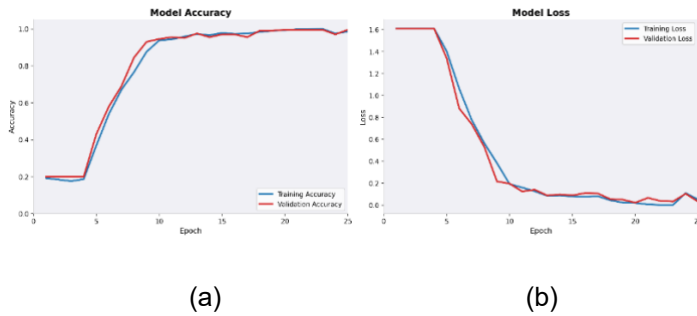 Model Accuracy
1.0
0.8
0.6
0.4
0.2
0.0
Accuracy
0
5
10
15
20
25
Epoch
Training Accuracy
Validation Accuracy
(a)
Model Loss
1.6
1.4
1.2
1.0
0.8
0.6
0.4
0.2
0.0
Loss
0
5
10
15
20
25
Epoch
Training Loss
Validation Loss
(b)